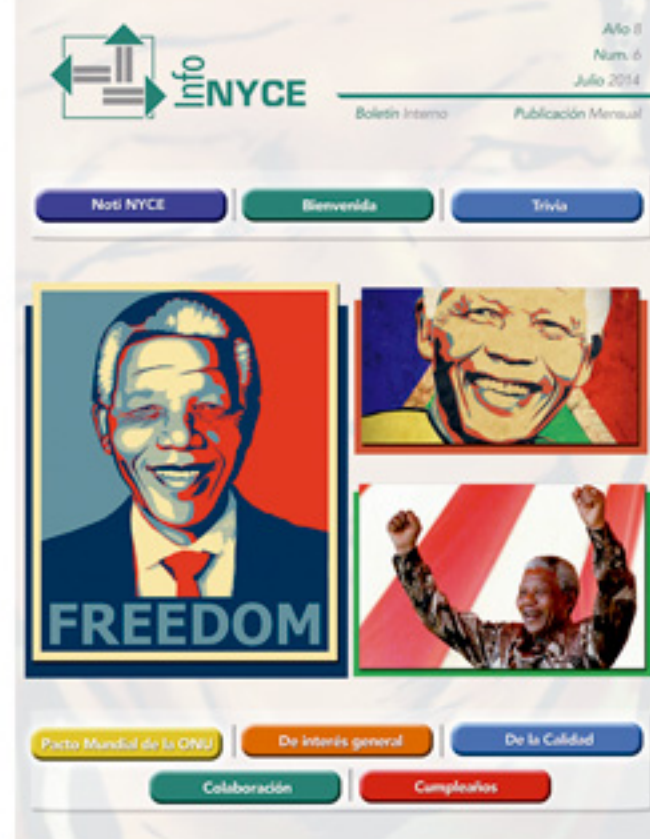 Info
NYCE
Año 8
Num. 6
Julio 2014
Boletín Interno Publicación Mensual
Noti NYCE Bienvenida Trivia
FREEDOM
Pacto Mundial de la ONU De interés general De la Calidad
Colaboración Cumpleaños